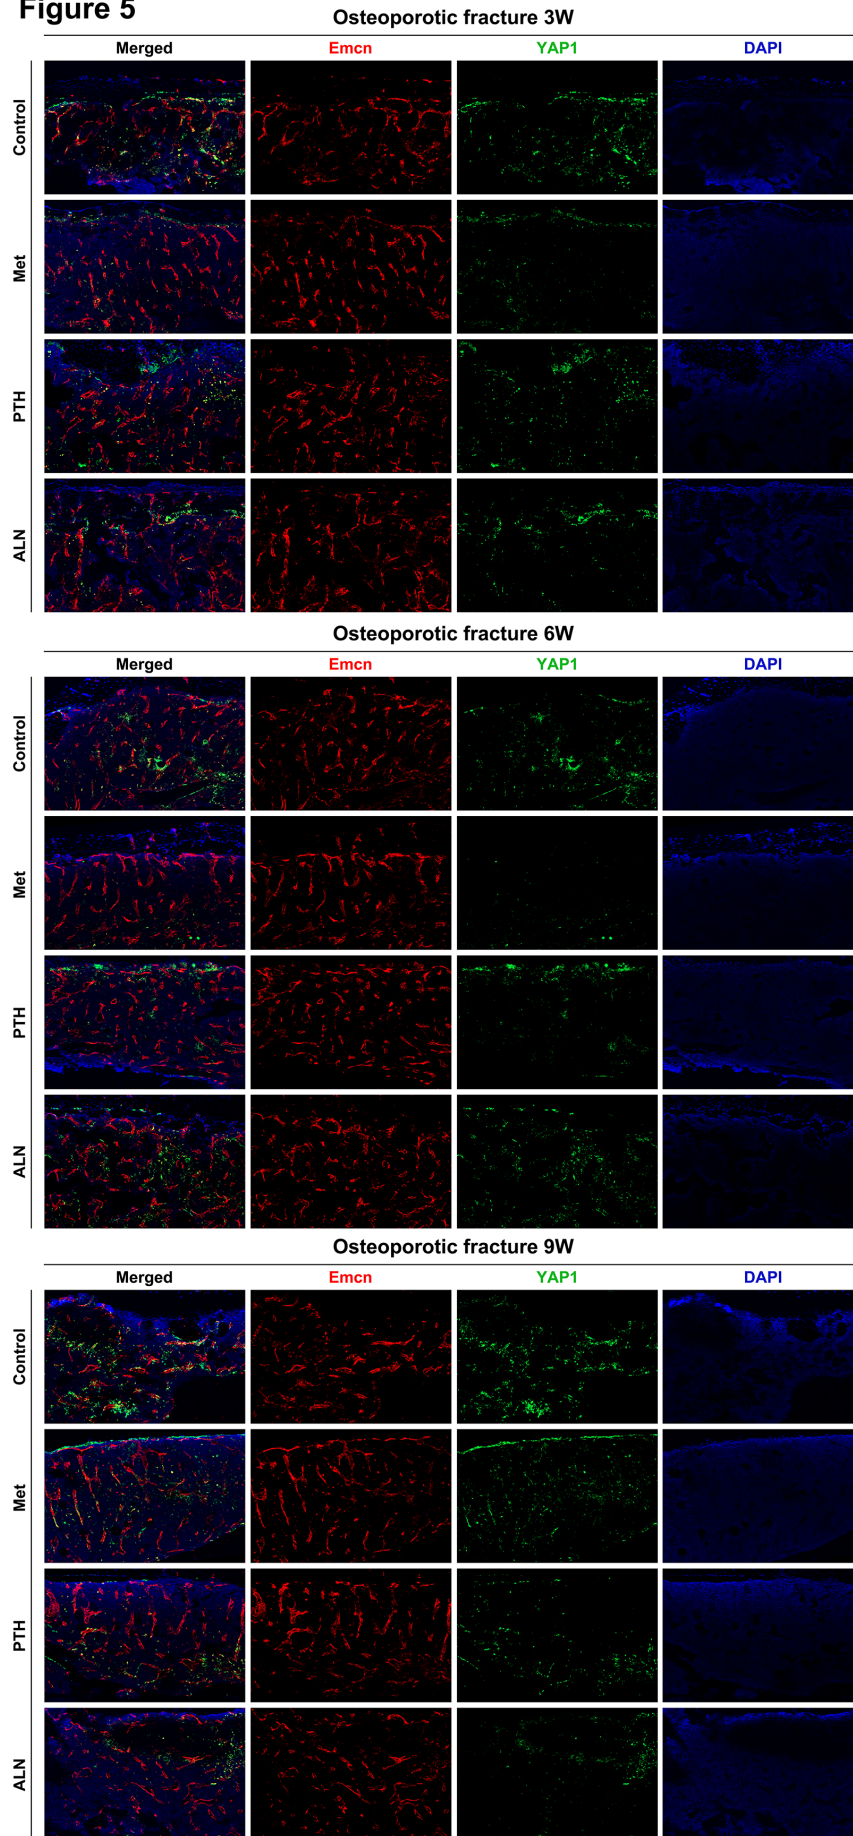 Figure 5
Osteoporotic fracture 3W
Merged Emcn YAP1 DAPI
Control
Met
PTH
ALN
Osteoporotic fracture 6W
Merged Emcn YAP1 DAPI
Control
Met
PTH
ALN
Osteoporotic fracture 9W
Merged Emcn YAP1 DAPI
Control
Met
PTH
ALN